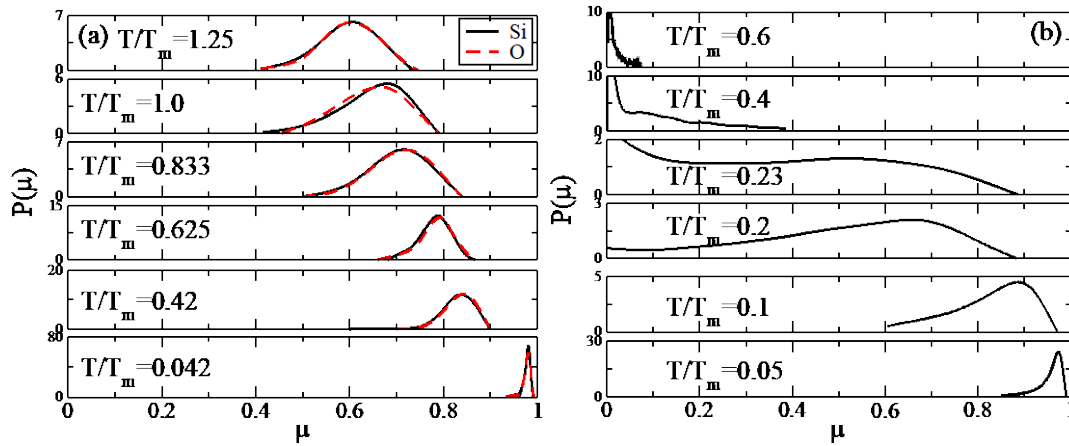 (a) T/Tm=1.25
Si
O
7
0
T/Tm=1.0
6
0
T/Tm=0.833
7
0
T/Tm=0.625
15
0
T/Tm=0.42
20
0
T/Tm=0.042
80
0
P(μ)
0 0.2 0.4 0.6 0.8 1
μ
(b)
T/Tm=0.6
10
0
T/Tm=0.4
10
0
T/Tm=0.23
2
0
T/Tm=0.2
3
0
T/Tm=0.1
5
0
T/Tm=0.05
30
0
P(μ)
0 0.2 0.4 0.6 0.8 1
μ